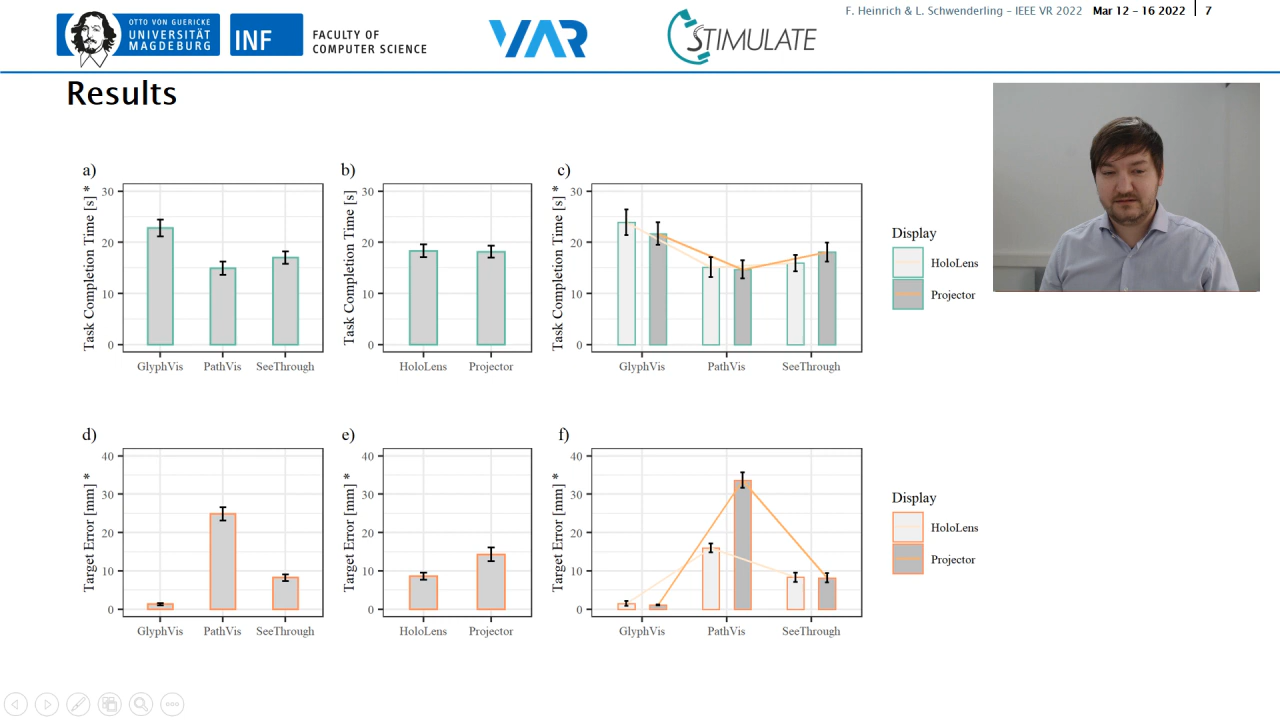 F. Heinrich & L. Schwenderling – IEEE VR 2022 Mar 12 – 16 2022 7
OTTO VON GUERICKE
UNIVERSITÄT
MAGDEBURG
INF
FACULTY OF
COMPUTER SCIENCE
VAR
STIMULATE
Results
a)
Task Completion Time [s] *
30
20
10
0
GlyphVis PathVis SeeThrough
b)
Task Completion Time [s]
30
20
10
0
HoloLens Projector
c)
Task Completion Time [s] *
30
20
10
0
GlyphVis PathVis SeeThrough
Display
HoloLens
Projector
d)
Target Error [mm] *
40
30
20
10
0
GlyphVis PathVis SeeThrough
e)
Target Error [mm] *
40
30
20
10
0
HoloLens Projector
f)
Target Error [mm] *
40
30
20
10
0
GlyphVis PathVis SeeThrough
Display
HoloLens
Projector